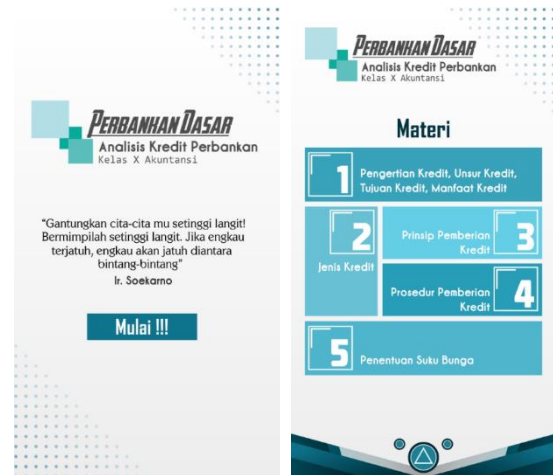 PERBANKAN DASAR
Analisis Kredit Perbankan
Kelas X Akuntansi
"Gantungkan cita-cita mu setinggi langit!
Bermimpilah setinggi langit. Jika engkau
terjatuh, engkau akan jatuh diantara
bintang-bintang"
Ir. Soekarno
Mulai !!!
PERBANKAN DASAR
Analisis Kredit Perbankan
Kelas X Akuntansi
Materi
1
Pengertian Kredit, Unsur Kredit,
Tujuan Kredit, Manfaat Kredit
2
Jenis Kredit
Prinsip Pemberian
Kredit
3
Prosedur Pemberian
Kredit
4
5
Penentuan Suku Bunga